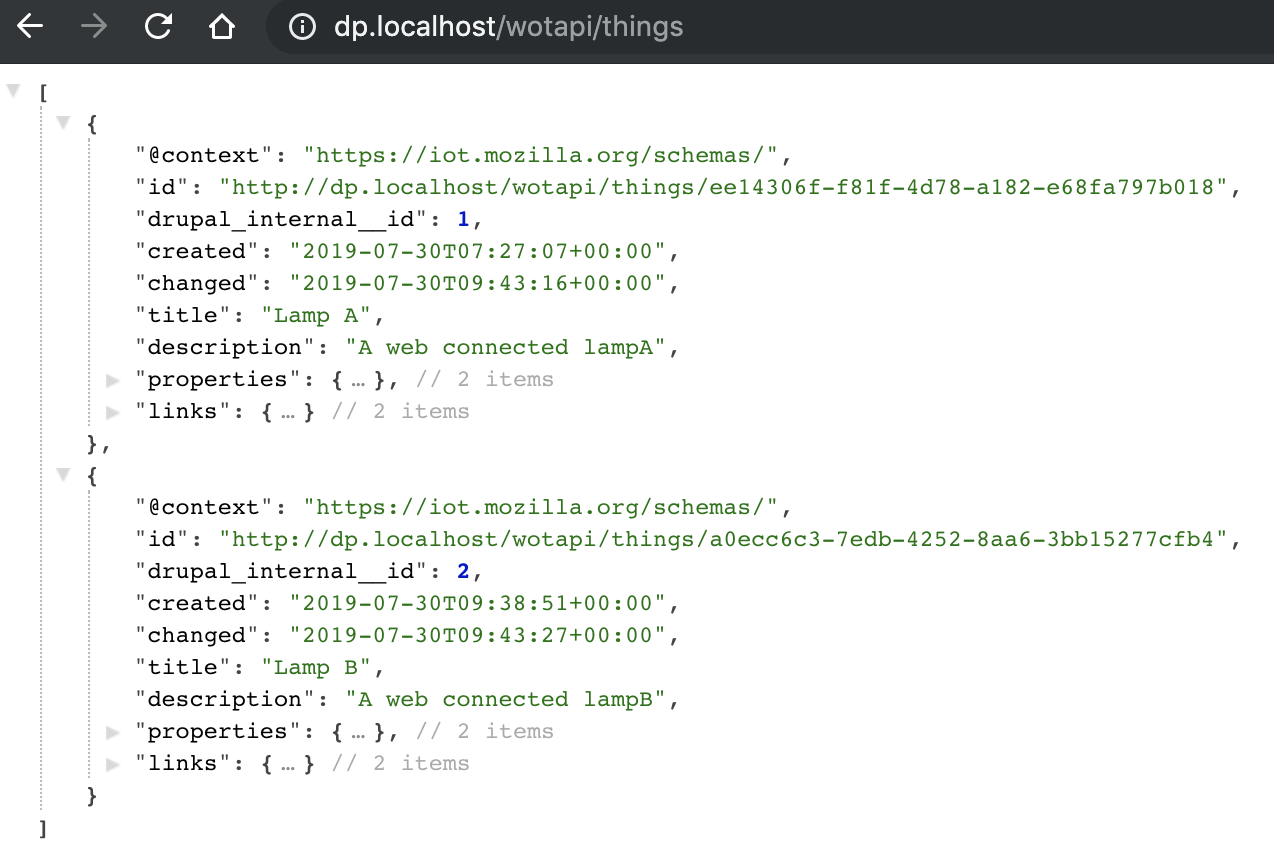 dp.localhost/wotapi/things
[
{
"@context": "https://iot.mozilla.org/schemas/",
"id": "http://dp.localhost/wotapi/things/ee14306f-f81f-4d78-a182-e68fa797b018",
"drupal_internal__id": 1,
"created": "2019-07-30T07:27:07+00:00",
"changed": "2019-07-30T09:43:16+00:00",
"title": "Lamp A",
"description": "A web connected lampA",
"properties": { … }, // 2 items
"links": { … } // 2 items
},
{
"@context": "https://iot.mozilla.org/schemas/",
"id": "http://dp.localhost/wotapi/things/a0ecc6c3-7edb-4252-8aa6-3bb15277cfb4",
"drupal_internal__id": 2,
"created": "2019-07-30T09:38:51+00:00",
"changed": "2019-07-30T09:43:27+00:00",
"title": "Lamp B",
"description": "A web connected lampB",
"properties": { … }, // 2 items
"links": { … } // 2 items
}
]